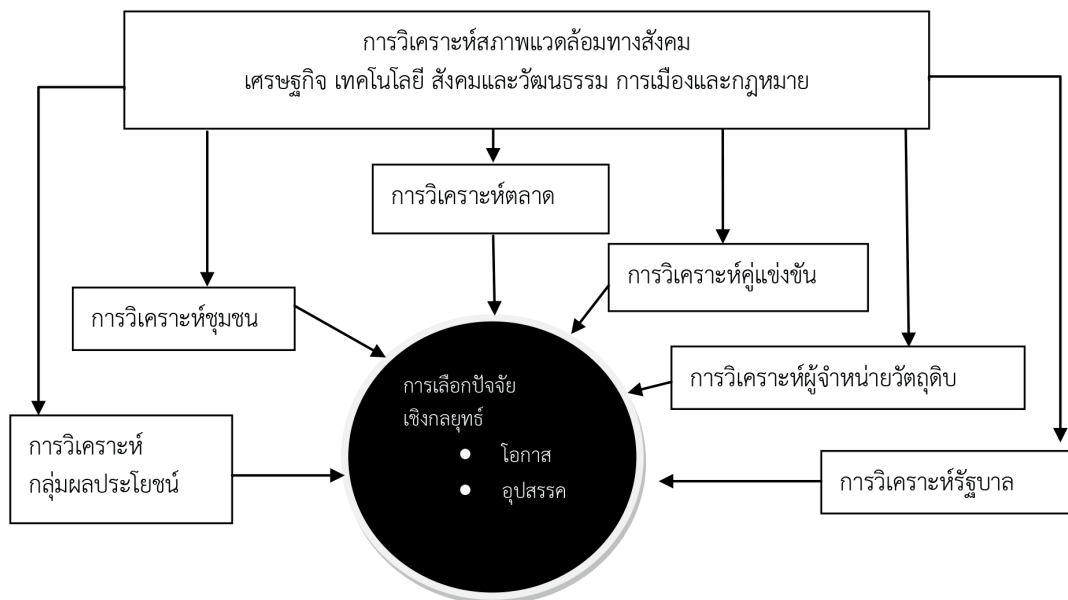 การวิเคราะห์สภาพแวดล้อมทางสังคม
เศรษฐกิจ เทคโนโลยี สังคมและวัฒนธรรม การเมืองและกฎหมาย
การวิเคราะห์ตลาด
การวิเคราะห์คู่แข่งขัน
การวิเคราะห์ชุมชน
การวิเคราะห์ผู้จำหน่ายวัตถุดิบ
การเลือกปัจจัย
เชิงกลยุทธ์
● โอกาส
● อุปสรรค
การวิเคราะห์
กลุ่มผลประโยชน์
การวิเคราะห์รัฐบาล